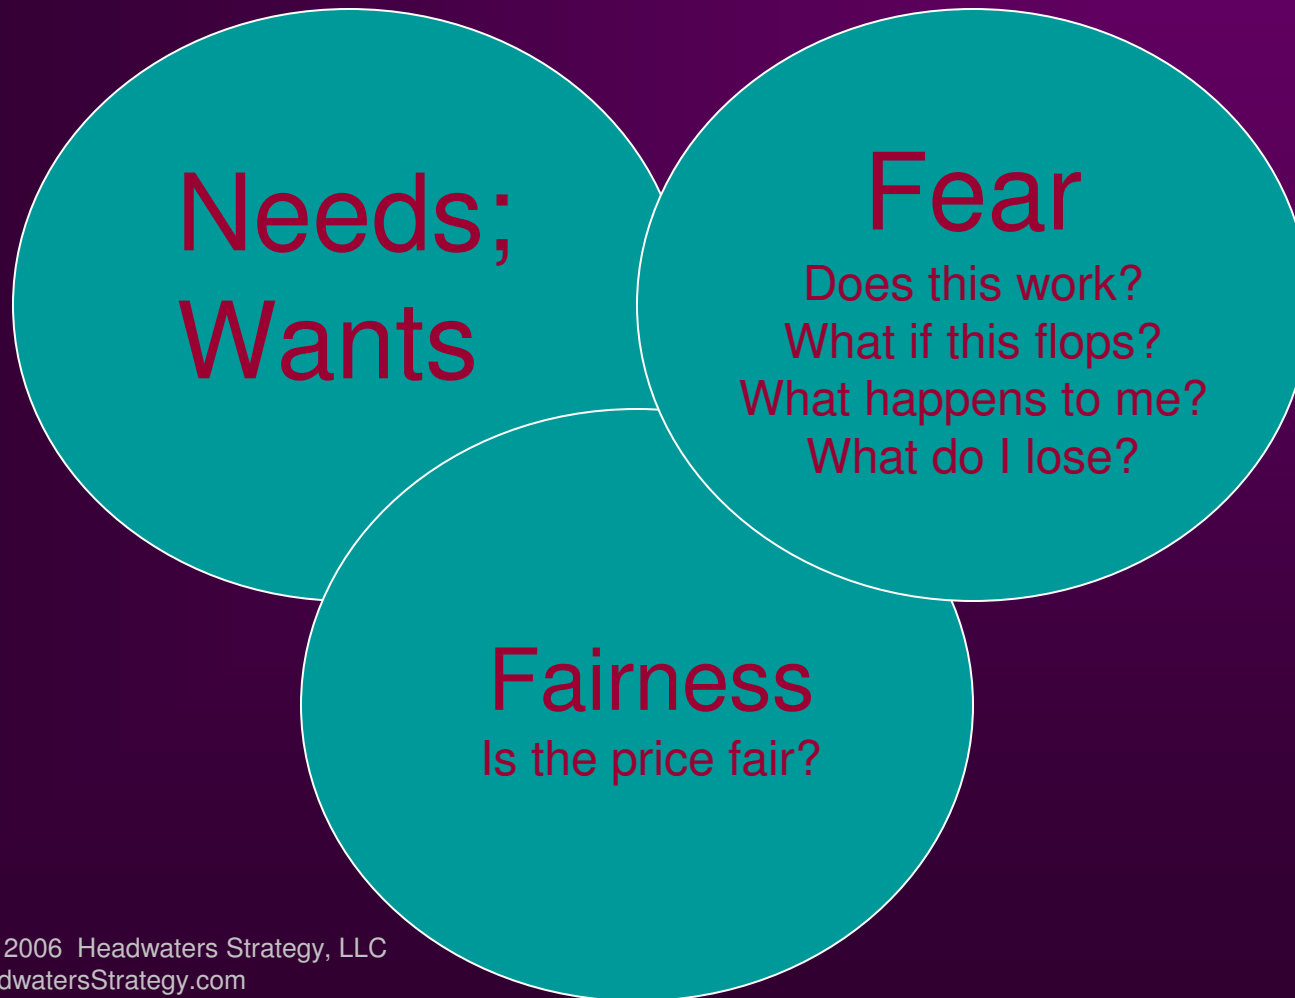 Needs;
Wants
Fear
Does this work?
What if this flops?
What happens to me?
What do I lose?
Fairness
Is the price fair?
2006 Headwaters Strategy, LLC
dwatersStrategy.com